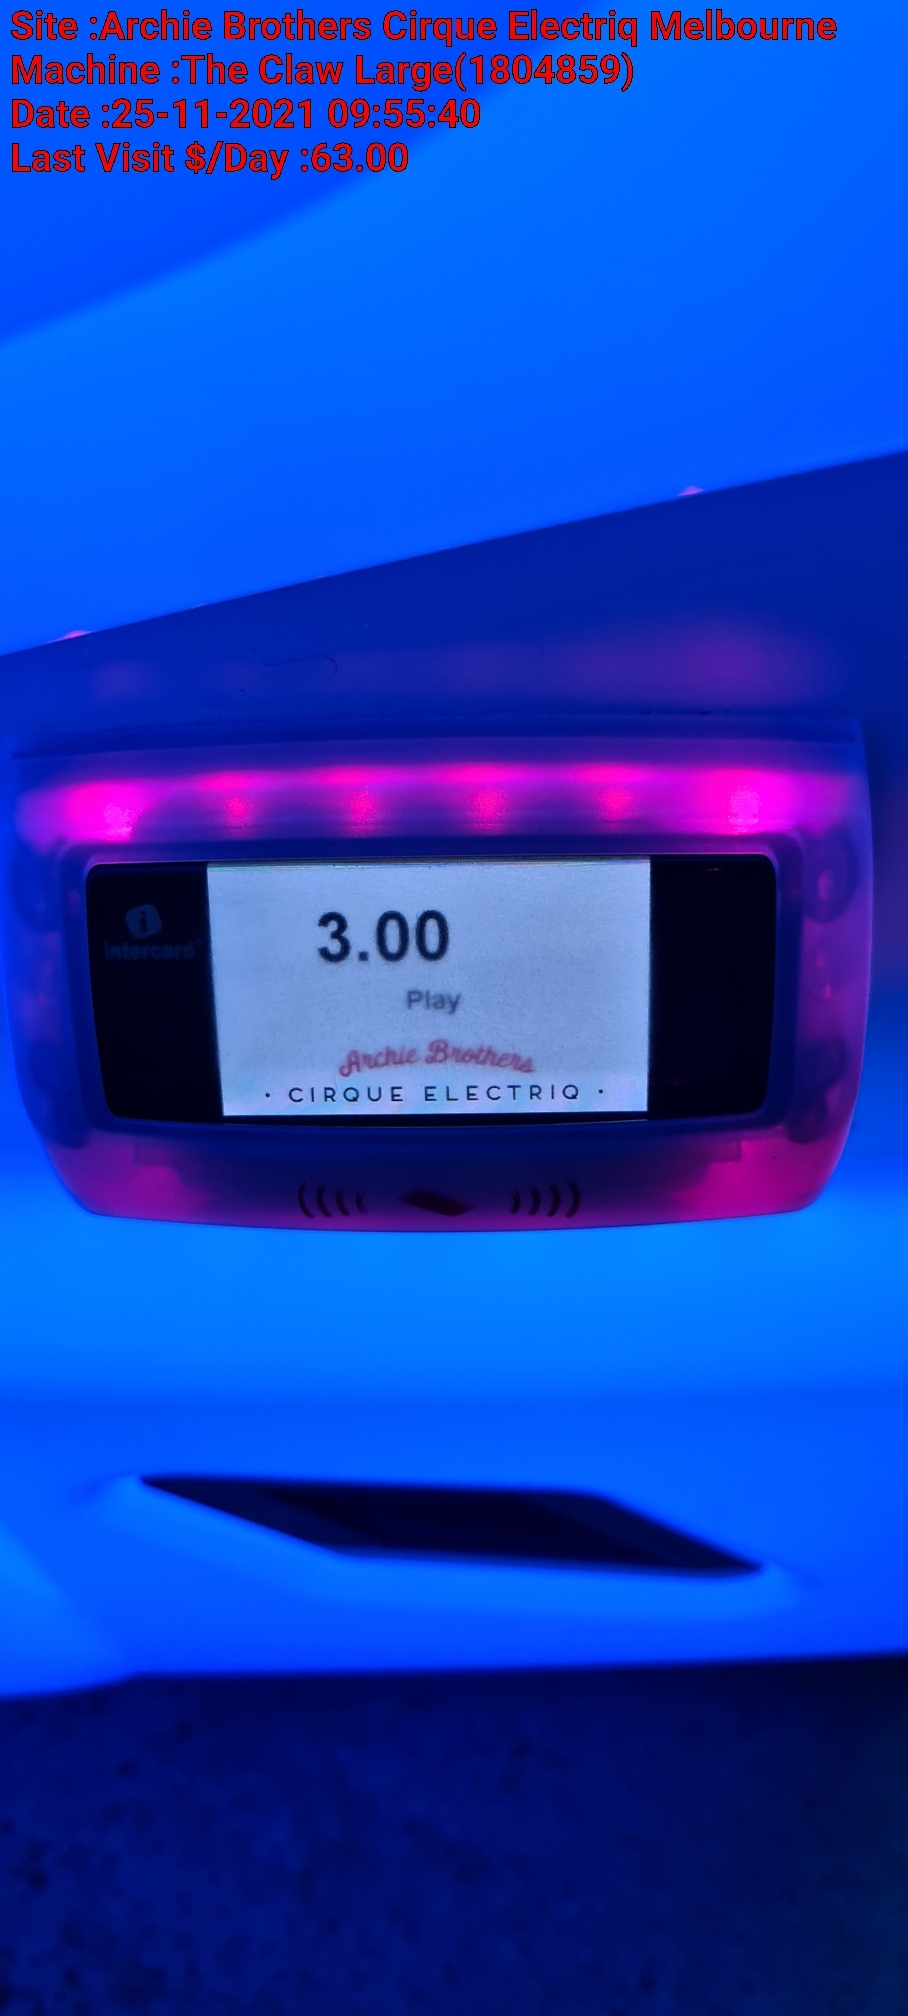 Site :Archie Brothers Cirque Electriq Melbourne
Machine :The Claw Large(1804859)
Date :25-11-2021 09:55:40
Last Visit $/Day :63.00
intercard
3.00
Play
Archie Brothers
· CIRQUE ELECTRIQ ·